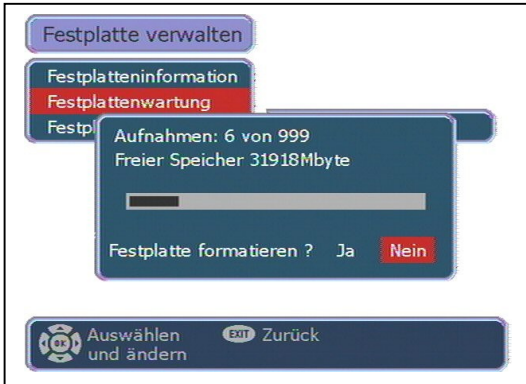 Festplatte verwalten
Festplatteninformation
Festplattenwartung
Festpl
Aufnahmen: 6 von 999
Freier Speicher 31918Mbyte
Festplatte formatieren ? Ja Nein
OK Auswählen und ändern
EXIT Zurück